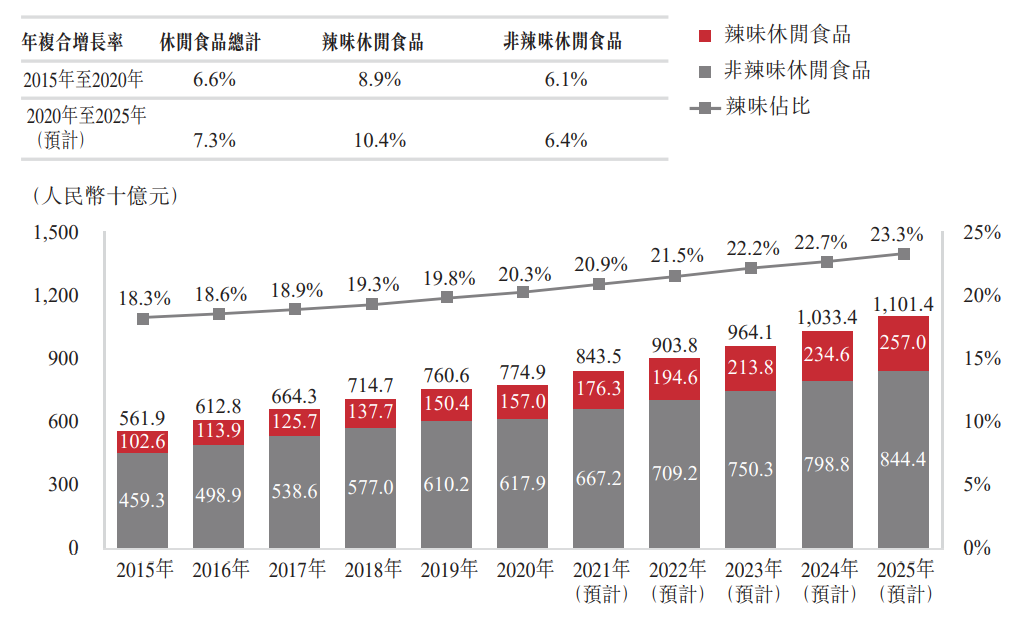 年複合增長率 休閒食品總計 辣味休閒食品 非辣味休閒食品
2015年至2020年 6.6% 8.9% 6.1%
2020年至2025年
(預計) 7.3% 10.4% 6.4%
辣味休閒食品
非辣味休閒食品
辣味佔比
(人民幣十億元)
1,500
1,200
900
600
300
0
25%
20%
15%
10%
5%
0%
18.3% 18.6% 18.9% 19.3% 19.8% 20.3% 20.9% 21.5% 22.2% 22.7% 23.3%
561.9 612.8 664.3 714.7 760.6 774.9 843.5 903.8 964.1 1,033.4 1,101.4
102.6 113.9 125.7 137.7 150.4 157.0 176.3 194.6 213.8 234.6 257.0
459.3 498.9 538.6 577.0 610.2 617.9 667.2 709.2 750.3 798.8 844.4
2015年 2016年 2017年 2018年 2019年 2020年 2021年 2022年 2023年 2024年 2025年
(預計) (預計) (預計) (預計) (預計)